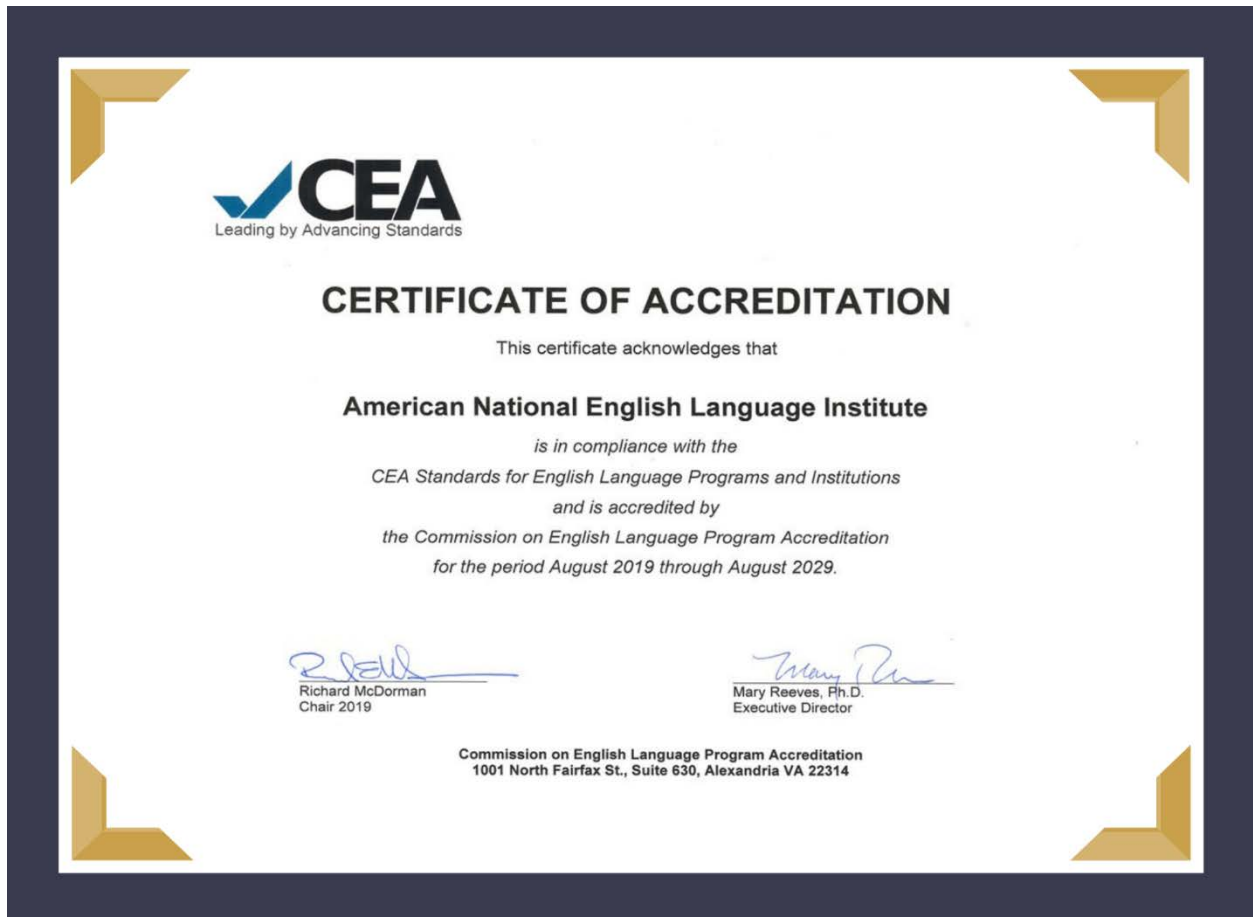 CEA
Leading by Advancing Standards
CERTIFICATE OF ACCREDITATION
This certificate acknowledges that
American National English Language Institute
is in compliance with the
CEA Standards for English Language Programs and Institutions
and is accredited by
the Commission on English Language Program Accreditation
for the period August 2019 through August 2029.
Richard McDorman
Chair 2019
Mary Reeves, Ph.D.
Executive Director
Commission on English Language Program Accreditation
1001 North Fairfax St., Suite 630, Alexandria VA 22314